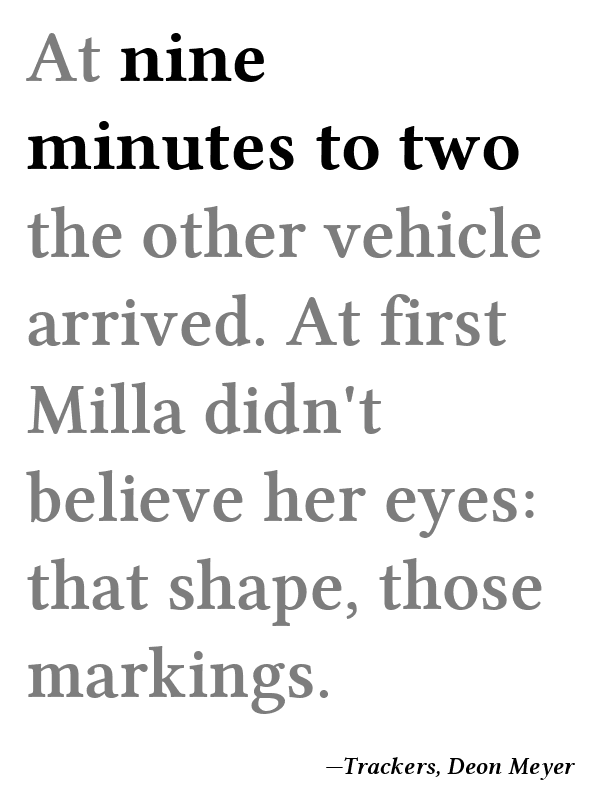 At nine
minutes to two
the other vehicle
arrived. At first
Milla didn't
believe her eyes:
that shape, those
markings.
—Trackers, Deon Meyer